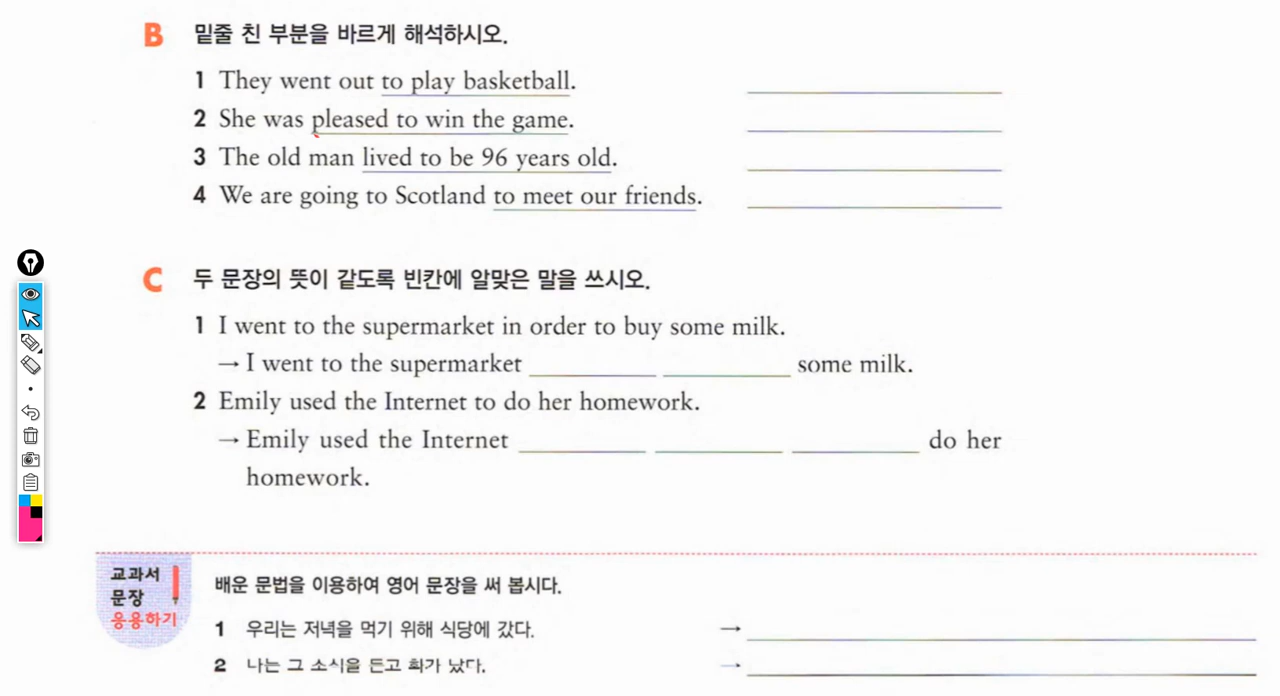 B 밑줄 친 부분을 바르게 해석하시오.
1 They went out to play basketball.
2 She was pleased to win the game.
3 The old man lived to be 96 years old.
4 We are going to Scotland to meet our friends.
C 두 문장의 뜻이 같도록 빈칸에 알맞은 말을 쓰시오.
1 I went to the supermarket in order to buy some milk.
→ I went to the supermarket ____ ____ some milk.
2 Emily used the Internet to do her homework.
→ Emily used the Internet ____ ____ ____ do her
homework.
교과서
문장
응용하기
배운 문법을 이용하여 영어 문장을 써 봅시다.
1 우리는 저녁을 먹기 위해 식당에 갔다. →
2 나는 그 소식을 듣고 화가 났다. →